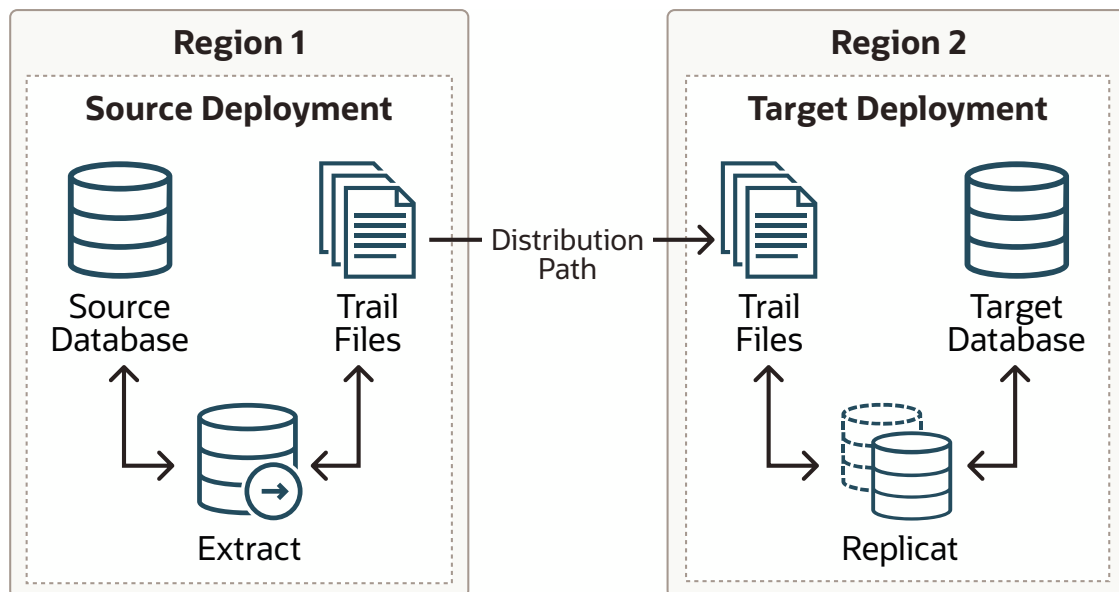 Region 1
Source Deployment
Source
Database
Trail
Files
Extract
Distribution
Path
Region 2
Target Deployment
Trail
Files
Target
Database
Replicat